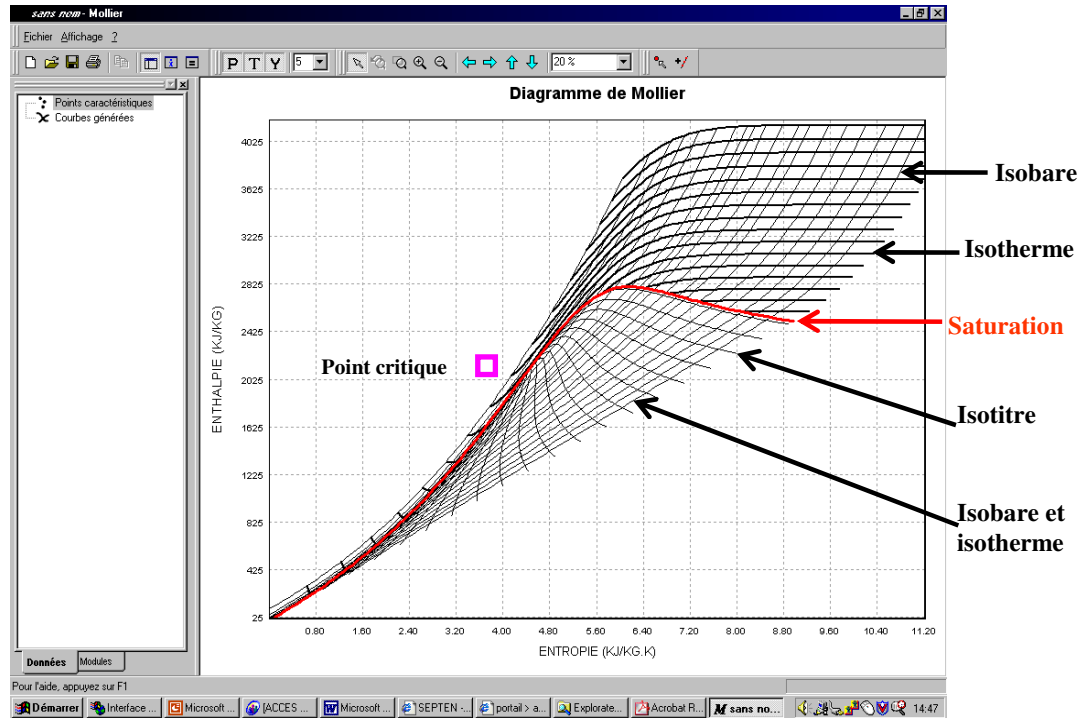 sans nom - Mollier
Fichier Affichage ?
P T Y 5 20 %
Points caractéristiques
Courbes générées
Diagramme de Mollier
ENTHALPIE (KJ/KG)
4025
3625
3225
2825
2425
2025
1625
1225
825
425
25
0.80 1.60 2.40 3.20 4.00 4.80 5.60 6.40 7.20 8.00 8.80 9.60 10.40 11.20
ENTROPIE (KJ/KG.K)
Isobare
Isotherme
Saturation
Point critique
Isotitre
Isobare et
isotherme
Données Modules
Pour l'aide, appuyez sur F1
Démarrer Interface ... Microsoft ... [ACCES ... Microsoft ... SEPTEN -... portail > a... Explorate... Acrobat R... M sans no... 14:47